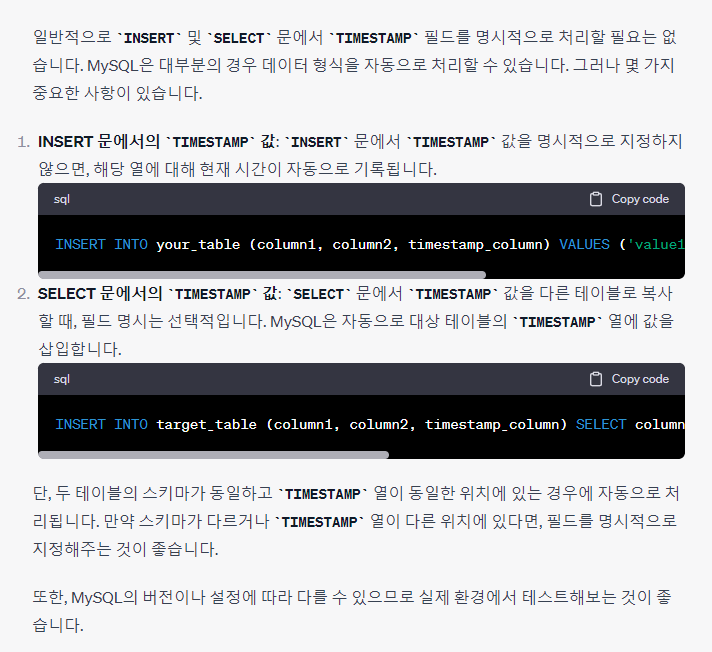 일반적으로 `INSERT` 및 `SELECT` 문에서 `TIMESTAMP` 필드를 명시적으로 처리할 필요는 없
습니다. MySQL은 대부분의 경우 데이터 형식을 자동으로 처리할 수 있습니다. 그러나 몇 가지
중요한 사항이 있습니다.
1. INSERT 문에서의 `TIMESTAMP` 값: `INSERT` 문에서 `TIMESTAMP` 값을 명시적으로 지정하지
않으면, 해당 열에 대해 현재 시간이 자동으로 기록됩니다.
sql Copy code
INSERT INTO your_table (column1, column2, timestamp_column) VALUES ('value1
2. SELECT 문에서의 `TIMESTAMP` 값: `SELECT` 문에서 `TIMESTAMP` 값을 다른 테이블로 복사
할 때, 필드 명시는 선택적입니다. MySQL은 자동으로 대상 테이블의 `TIMESTAMP` 열에 값을
삽입합니다.
sql Copy code
INSERT INTO target_table (column1, column2, timestamp_column) SELECT column
단, 두 테이블의 스키마가 동일하고 `TIMESTAMP` 열이 동일한 위치에 있는 경우에 자동으로 처
리됩니다. 만약 스키마가 다르거나 `TIMESTAMP` 열이 다른 위치에 있다면, 필드를 명시적으로
지정해주는 것이 좋습니다.
또한, MySQL의 버전이나 설정에 따라 다를 수 있으므로 실제 환경에서 테스트해보는 것이 좋
습니다.